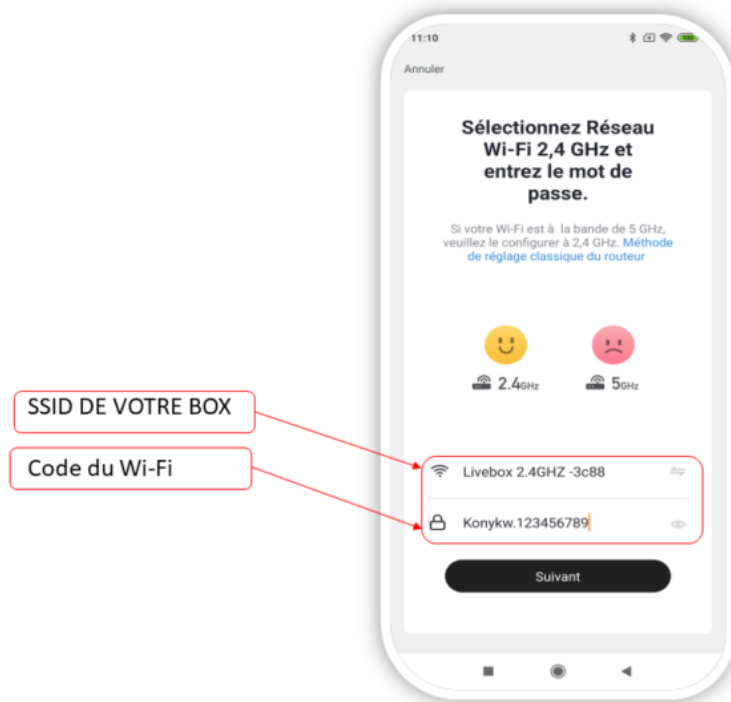 11:10
100
Annuler
Sélectionnez Réseau
Wi-Fi 2,4 GHz et
entrez le mot de
passe.
Si votre Wi-Fi est à la bande de 5 GHz,
veuillez le configurer à 2,4 GHz. Méthode
de réglage classique du routeur
2.4GHz
5GHz
SSID DE VOTRE BOX
Code du Wi-Fi
Livebox 2.4GHZ -3c88
Konykw.123456789
Suivant